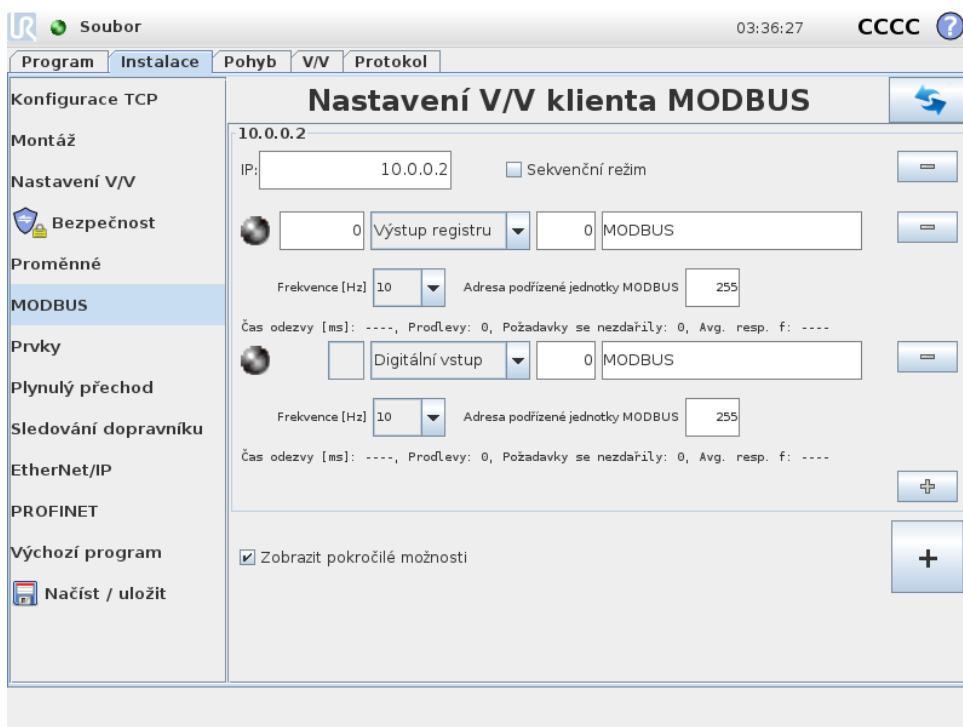 Soubor 03:36:27 CCCC ?
Program Instalace Pohyb V/V Protokol
Konfigurace TCP
Montáž
Nastavení V/V
Bezpečnost
Proměnné
MODBUS
Prvky
Plynulý přechod
Sledování dopravníku
EtherNet/IP
PROFINET
Výchozí program
Načíst / uložit
Nastavení V/V klienta MODBUS
10.0.0.2
IP: 10.0.0.2 Sekvenční režim
0 Výstup registru 0 MODBUS
Frekvence [Hz] 10 Adresa podřízené jednotky MODBUS 255
Čas odezvy [ms]: ----, Prodlevy: 0, Požadavky se nezdařily: 0, Avg. resp. f: ----
Digitální vstup 0 MODBUS
Frekvence [Hz] 10 Adresa podřízené jednotky MODBUS 255
Čas odezvy [ms]: ----, Prodlevy: 0, Požadavky se nezdařily: 0, Avg. resp. f: ----
Zobrazit pokročilé možnosti